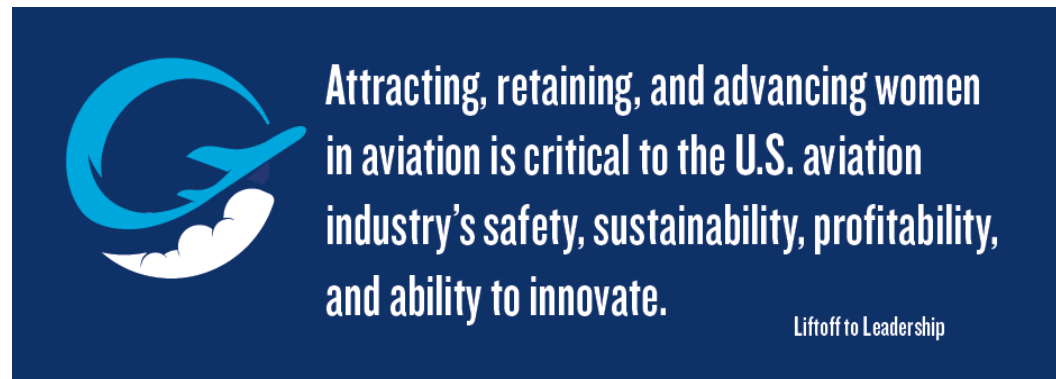 Attracting, retaining, and advancing women
in aviation is critical to the U.S. aviation
industry’s safety, sustainability, profitability,
and ability to innovate.
Liftoff to Leadership